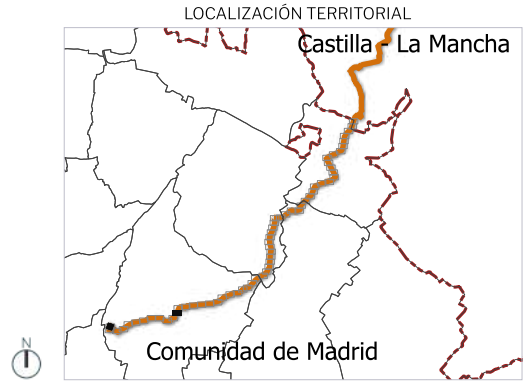 LOCALIZACIÓN TERRITORIAL
Castilla - La Mancha
Comunidad de Madrid
N